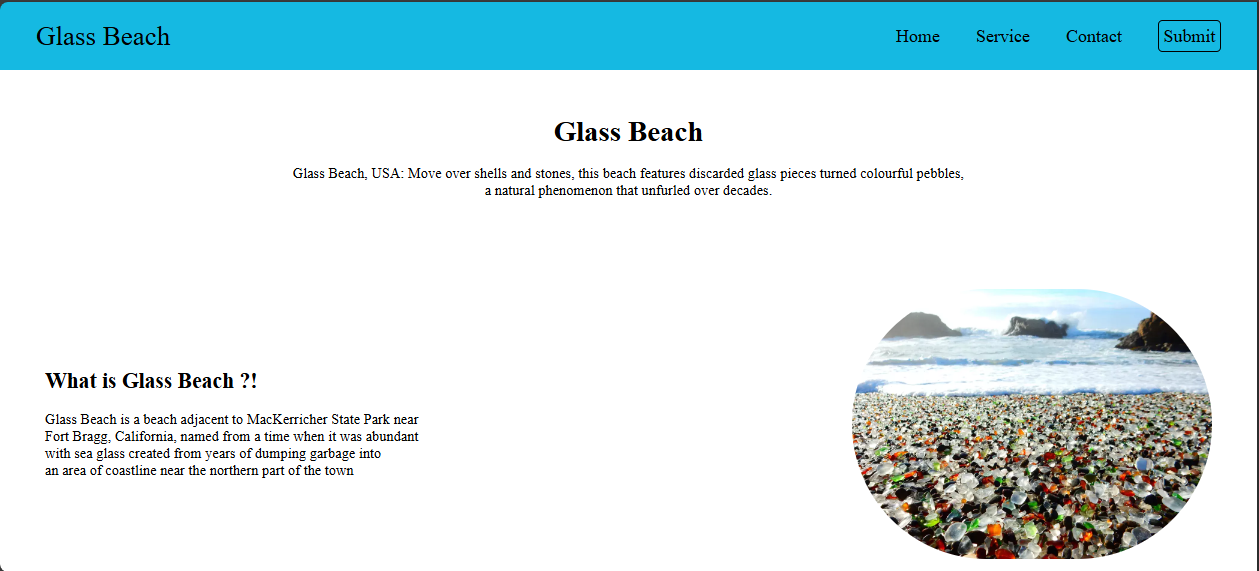 Glass Beach
Home Service Contact Submit
Glass Beach
Glass Beach, USA: Move over shells and stones, this beach features discarded glass pieces turned colourful pebbles,
a natural phenomenon that unfurled over decades.
What is Glass Beach ?!
Glass Beach is a beach adjacent to MacKerricher State Park near
Fort Bragg, California, named from a time when it was abundant
with sea glass created from years of dumping garbage into
an area of coastline near the northern part of the town